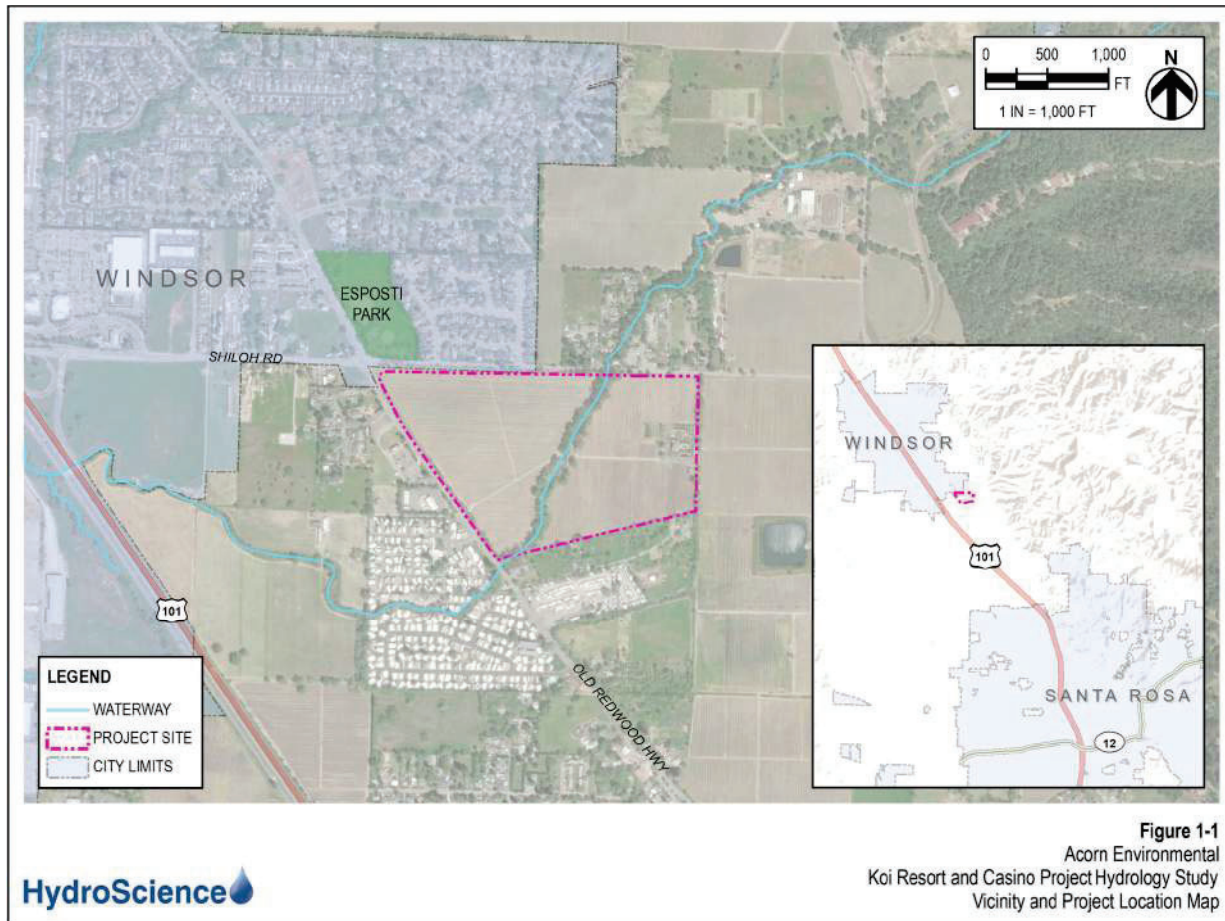 0 500 1,000
FT
1 IN = 1,000 FT
N
WINDSOR
ESPOSTI
PARK
SHILOH RD
101
OLD REDWOOD HWY
LEGEND
WATERWAY
PROJECT SITE
CITY LIMITS
WINDSOR
101
SANTA ROSA
12
HydroScience
Figure 1-1
Acorn Environmental
Koi Resort and Casino Project Hydrology Study
Vicinity and Project Location Map